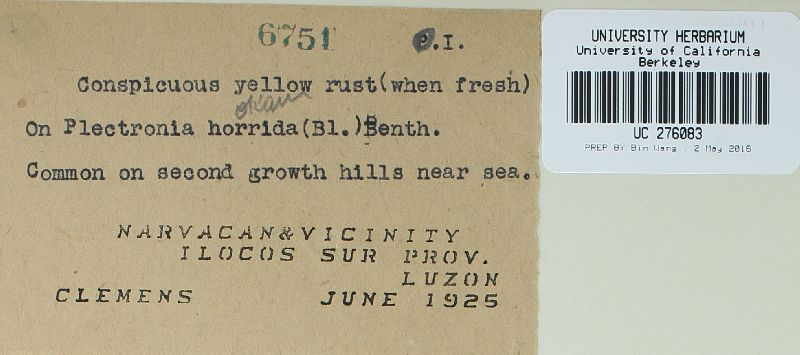 6751 P.I.
Conspicuous yellow rust(when fresh)
On Plectronia horrida(Bl.)Benth.
Common on second growth hills near sea.
NARVACAN&VICINITY
ILOCOS SUR PROV.
LUZON
CLEMENS JUNE 1925
UNIVERSITY HERBARIUM
University of California
Berkeley
UC 276083
PREP BY Bin Wang , 2 May 2016